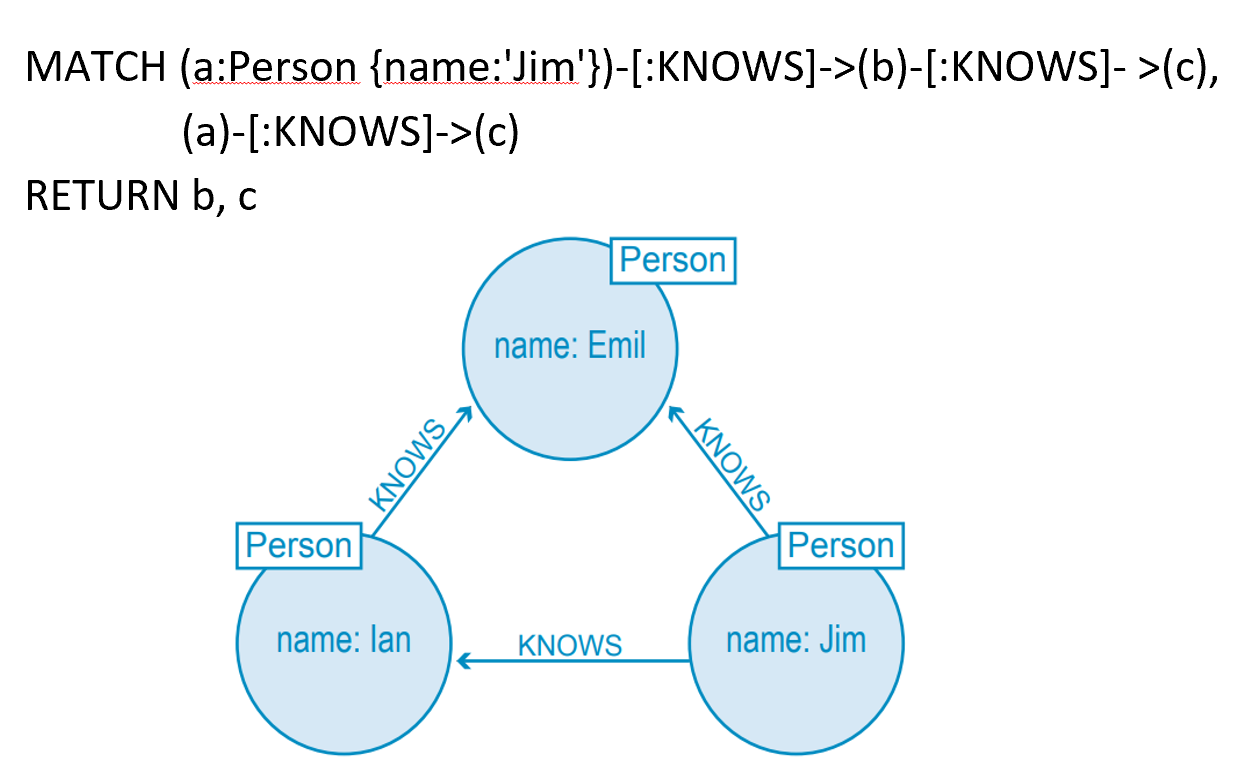 MATCH (a:Person {name:'Jim'})-[:KNOWS]->(b)-[:KNOWS]- >(c),
(a)-[:KNOWS]->(c)
RETURN b, c
Person
name: Emil
KNOWS
KNOWS
Person
Person
name: Ian
KNOWS
name: Jim